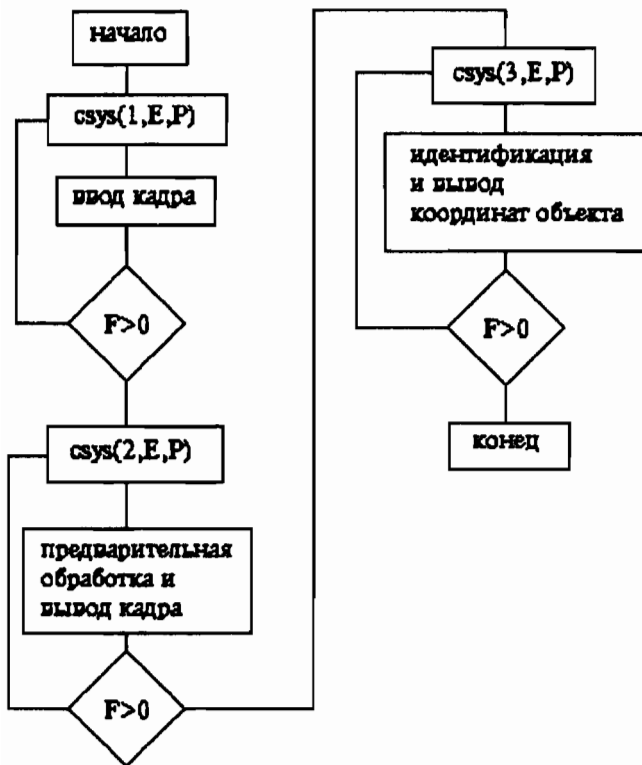 начало
csys(1,E,P)
ввод кадра
F>0
csys(2,E,P)
предварительная
обработка и
вывод кадра
F>0
csys(3,E,P)
идентификация
и вывод
координат объекта
F>0
конец